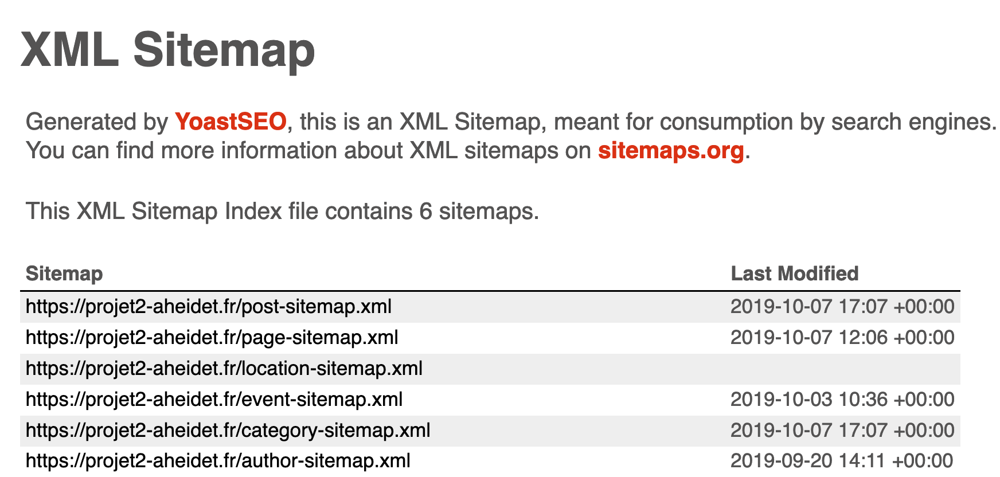 XML Sitemap
Generated by YoastSEO, this is an XML Sitemap, meant for consumption by search engines.
You can find more information about XML sitemaps on sitemaps.org.
This XML Sitemap Index file contains 6 sitemaps.
Sitemap Last Modified
https://projet2-aheidet.fr/post-sitemap.xml 2019-10-07 17:07 +00:00
https://projet2-aheidet.fr/page-sitemap.xml 2019-10-07 12:06 +00:00
https://projet2-aheidet.fr/location-sitemap.xml
https://projet2-aheidet.fr/event-sitemap.xml 2019-10-03 10:36 +00:00
https://projet2-aheidet.fr/category-sitemap.xml 2019-10-07 17:07 +00:00
https://projet2-aheidet.fr/author-sitemap.xml 2019-09-20 14:11 +00:00